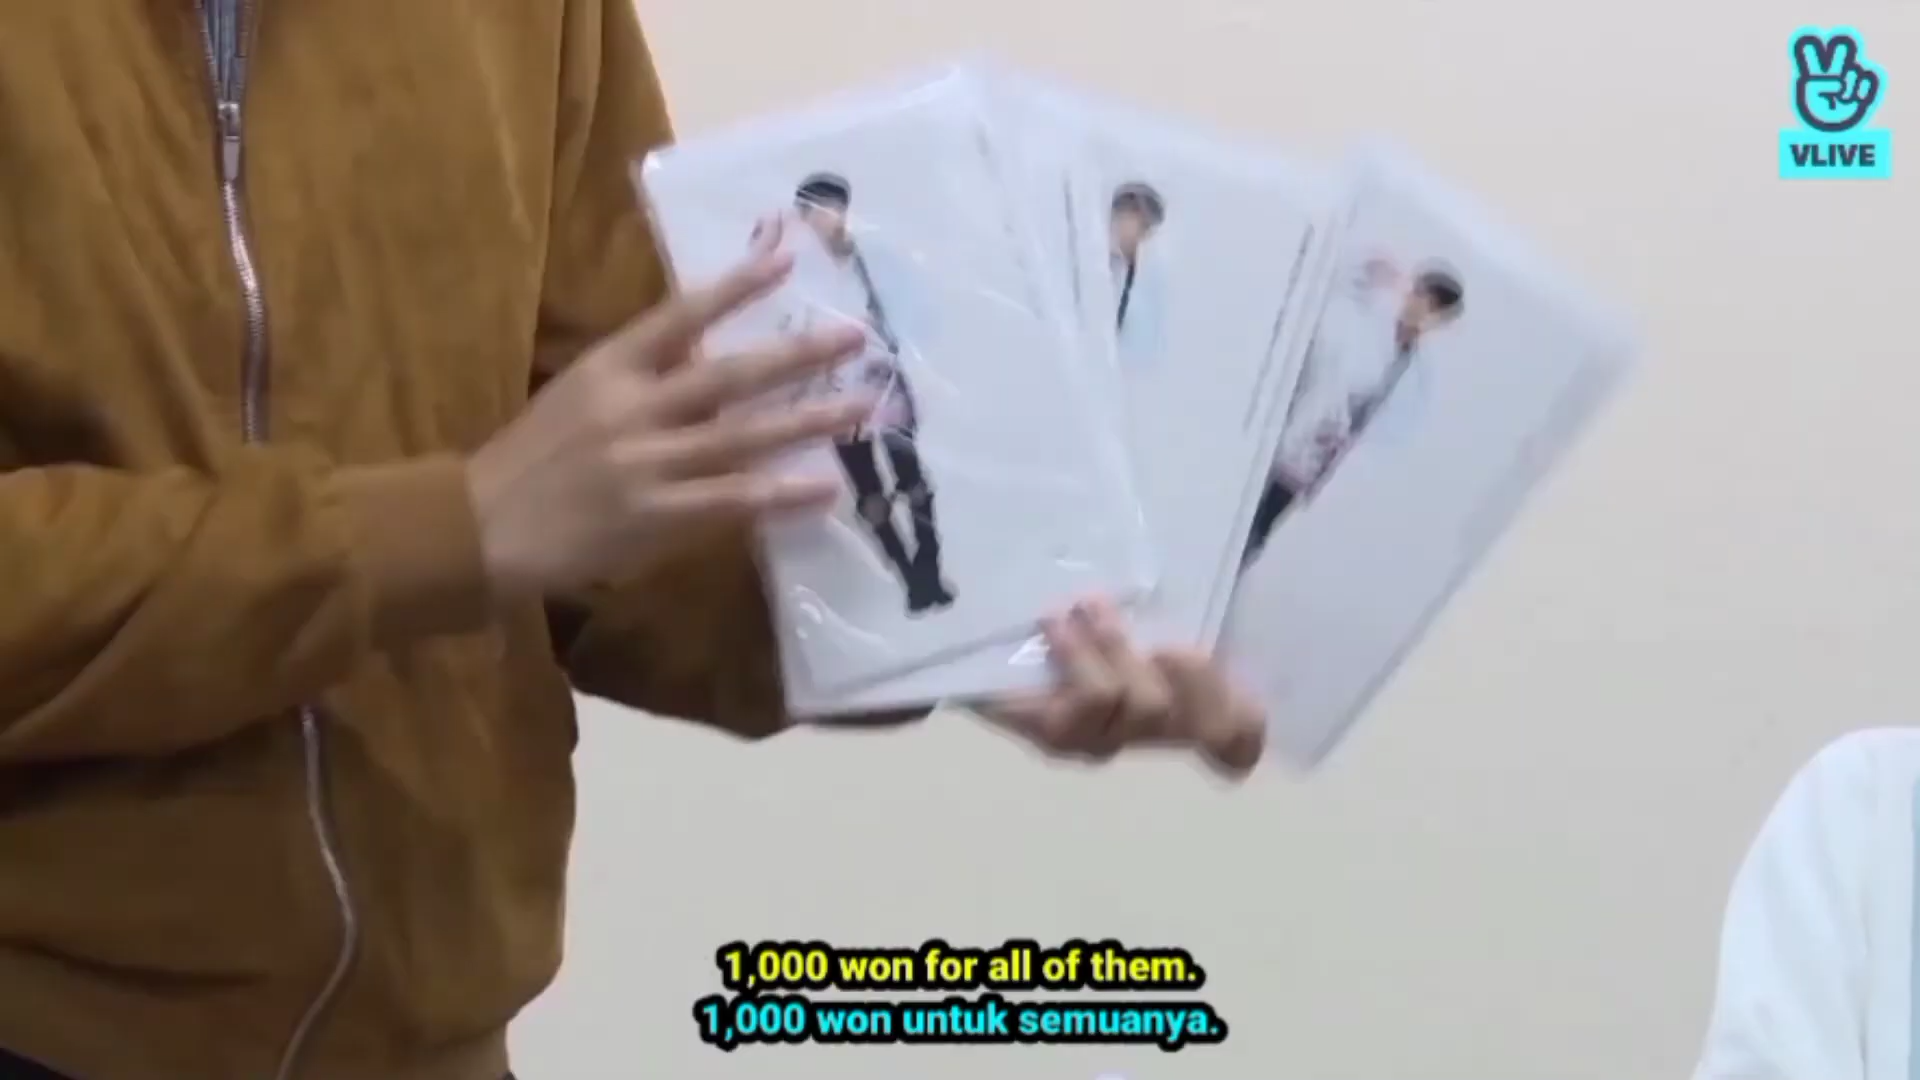 VLIVE
1,000 won for all of them.
1,000 won untuk semuanya.